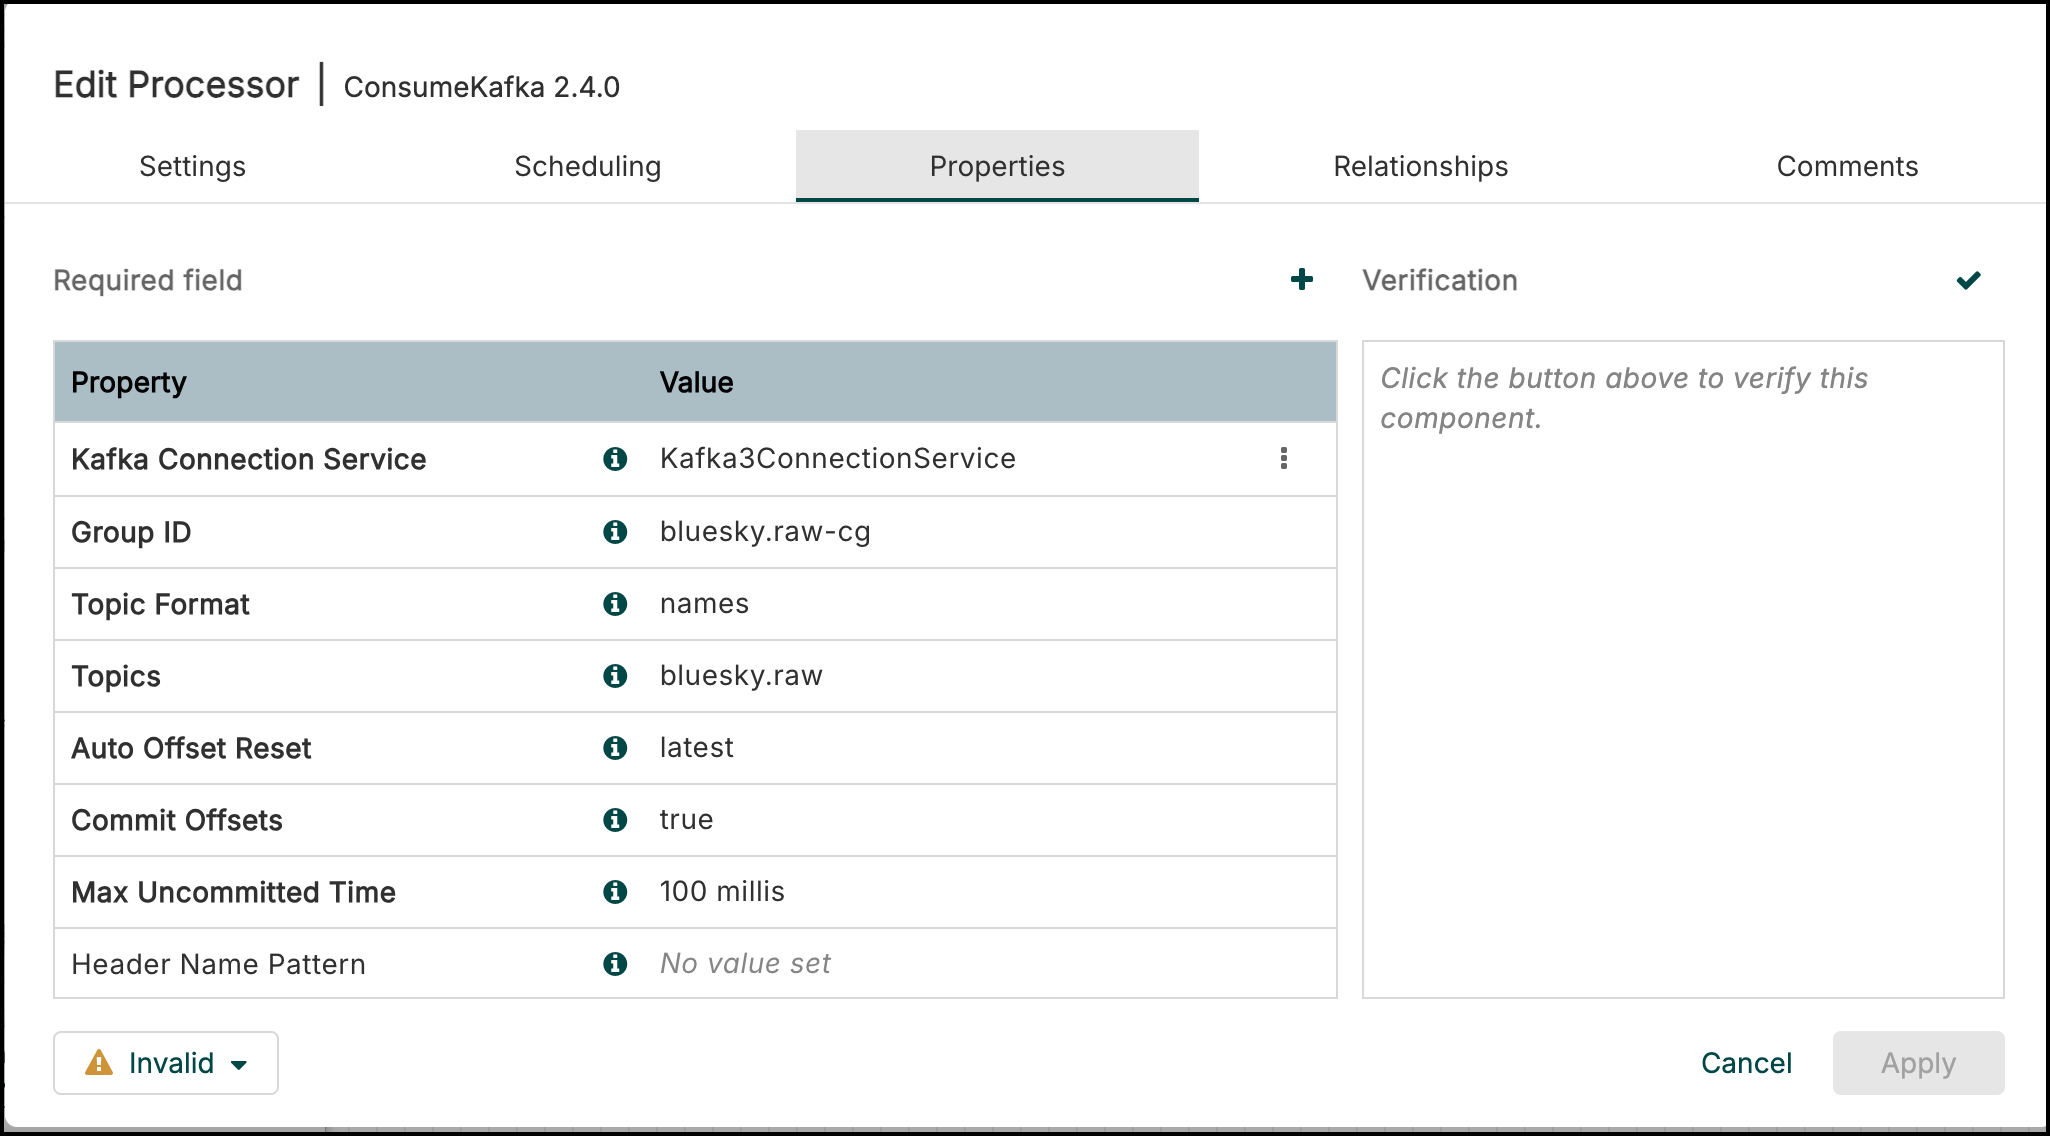 Edit Processor | ConsumeKafka 2.4.0
Settings Scheduling Properties Relationships Comments
Required field
Verification
Property Value
Kafka Connection Service Kafka3ConnectionService
Group ID bluesky.raw-cg
Topic Format names
Topics bluesky.raw
Auto Offset Reset latest
Commit Offsets true
Max Uncommitted Time 100 millis
Header Name Pattern No value set
Click the button above to verify this
component.
Invalid
Cancel Apply